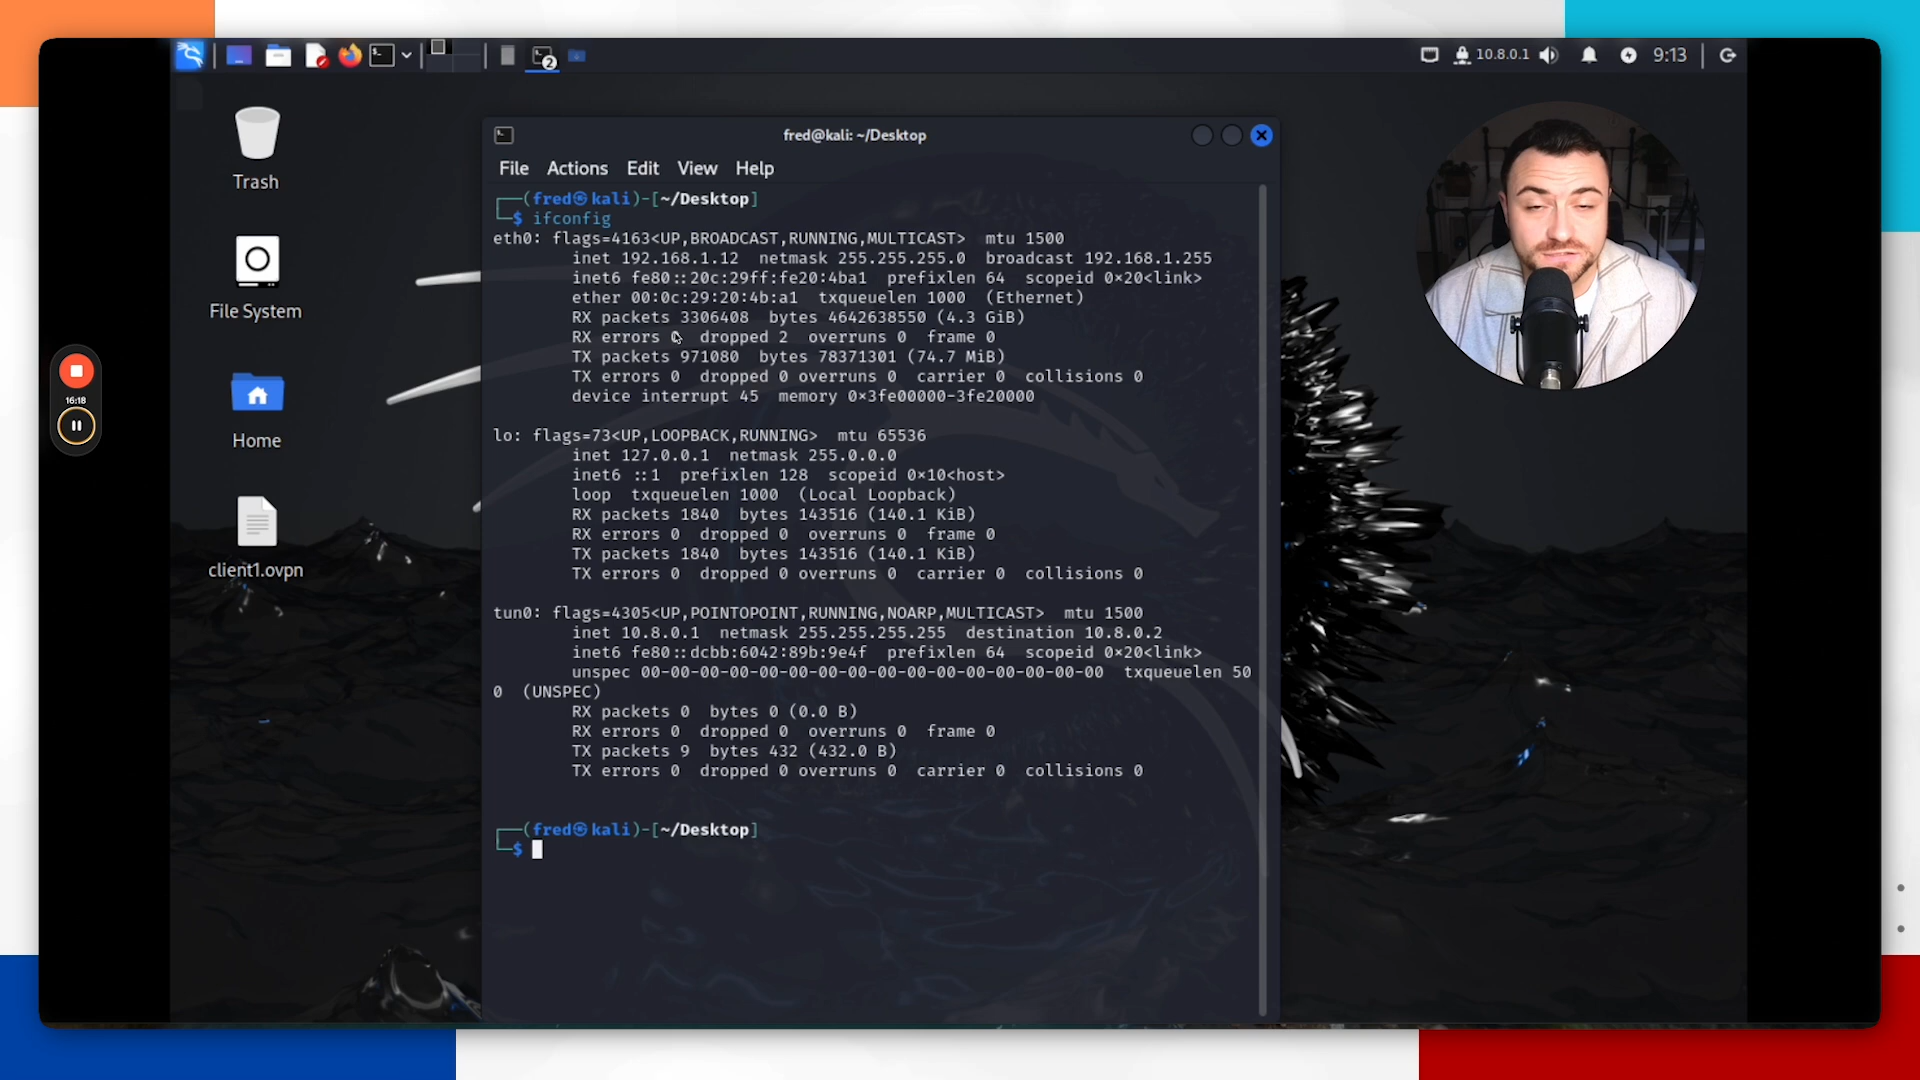 2
10.8.0.1
9:13
Trash
File System
Home
client1.ovpn
16:18
fred@kali: ~/Desktop
File Actions Edit View Help
(fred㉿kali)-[~/Desktop]
$ ifconfig
eth0: flags=4163<UP,BROADCAST,RUNNING,MULTICAST> mtu 1500
inet 192.168.1.12 netmask 255.255.255.0 broadcast 192.168.1.255
inet6 fe80::20c:29ff:fe20:4ba1 prefixlen 64 scopeid 0×20<link>
ether 00:0c:29:20:4b:a1 txqueuelen 1000 (Ethernet)
RX packets 3306408 bytes 4642638550 (4.3 GiB)
RX errors 0 dropped 2 overruns 0 frame 0
TX packets 971080 bytes 78371301 (74.7 MiB)
TX errors 0 dropped 0 overruns 0 carrier 0 collisions 0
device interrupt 45 memory 0×3fe00000-3fe20000
lo: flags=73<UP,LOOPBACK,RUNNING> mtu 65536
inet 127.0.0.1 netmask 255.0.0.0
inet6 ::1 prefixlen 128 scopeid 0×10<host>
loop txqueuelen 1000 (Local Loopback)
RX packets 1840 bytes 143516 (140.1 KiB)
RX errors 0 dropped 0 overruns 0 frame 0
TX packets 1840 bytes 143516 (140.1 KiB)
TX errors 0 dropped 0 overruns 0 carrier 0 collisions 0
tun0: flags=4305<UP,POINTOPOINT,RUNNING,NOARP,MULTICAST> mtu 1500
inet 10.8.0.1 netmask 255.255.255.255 destination 10.8.0.2
inet6 fe80::dcbb:6042:89b:9e4f prefixlen 64 scopeid 0×20<link>
unspec 00-00-00-00-00-00-00-00-00-00-00-00-00-00-00-00 txqueuelen 50
0 (UNSPEC)
RX packets 0 bytes 0 (0.0 B)
RX errors 0 dropped 0 overruns 0 frame 0
TX packets 9 bytes 432 (432.0 B)
TX errors 0 dropped 0 overruns 0 carrier 0 collisions 0
(fred㉿kali)-[~/Desktop]
$